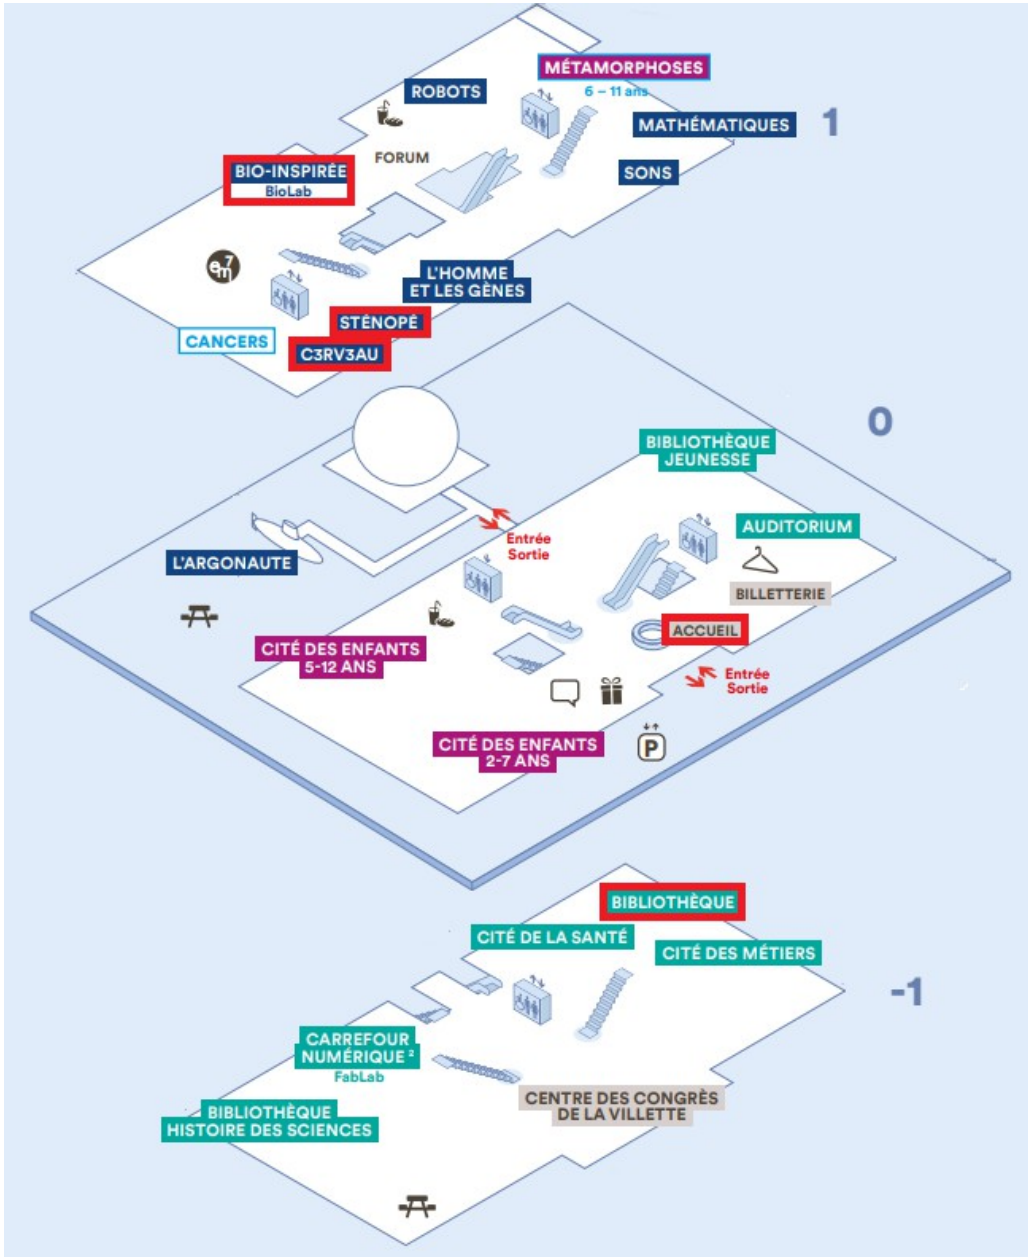 MÉTAMORPHOSES
6 – 11 ans
ROBOTS
MATHÉMATIQUES
1
FORUM
BIO-INSPIRÉE
BioLab
SONS
em7
L'HOMME
ET LES GÈNES
STÉNOPÉ
CANCERS
C3RV3AU
0
BIBLIOTHÈQUE
JEUNESSE
AUDITORIUM
Entrée
Sortie
L'ARGONAUTE
BILLETTERIE
ACCUEIL
CITÉ DES ENFANTS
5-12 ANS
Entrée
Sortie
CITÉ DES ENFANTS
2-7 ANS
P
BIBLIOTHÈQUE
CITÉ DE LA SANTÉ
CITÉ DES MÉTIERS
-1
CARREFOUR
NUMÉRIQUE ²
FabLab
CENTRE DES CONGRÈS
DE LA VILLETTE
BIBLIOTHÈQUE
HISTOIRE DES SCIENCES